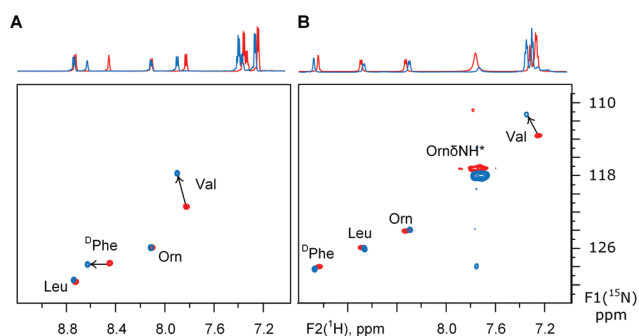 A
B
Val
ᴰPhe
Orn
Leu
8.8
8.4
8.0
7.6
7.2
110
Val
OrnδNH*
118
Orn
Leu
126
ᴰPhe
F1(¹⁵N)
ppm
F2(¹H), ppm
8.0
7.6
7.2